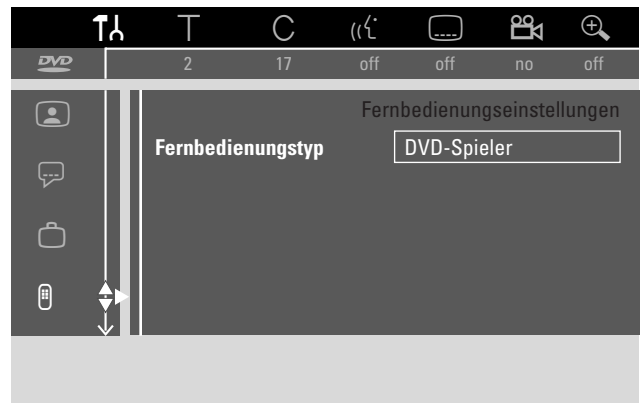 T C
DVD 2 17 off off no off
Fernbedienungseinstellungen
Fernbedienungstyp DVD-Spieler